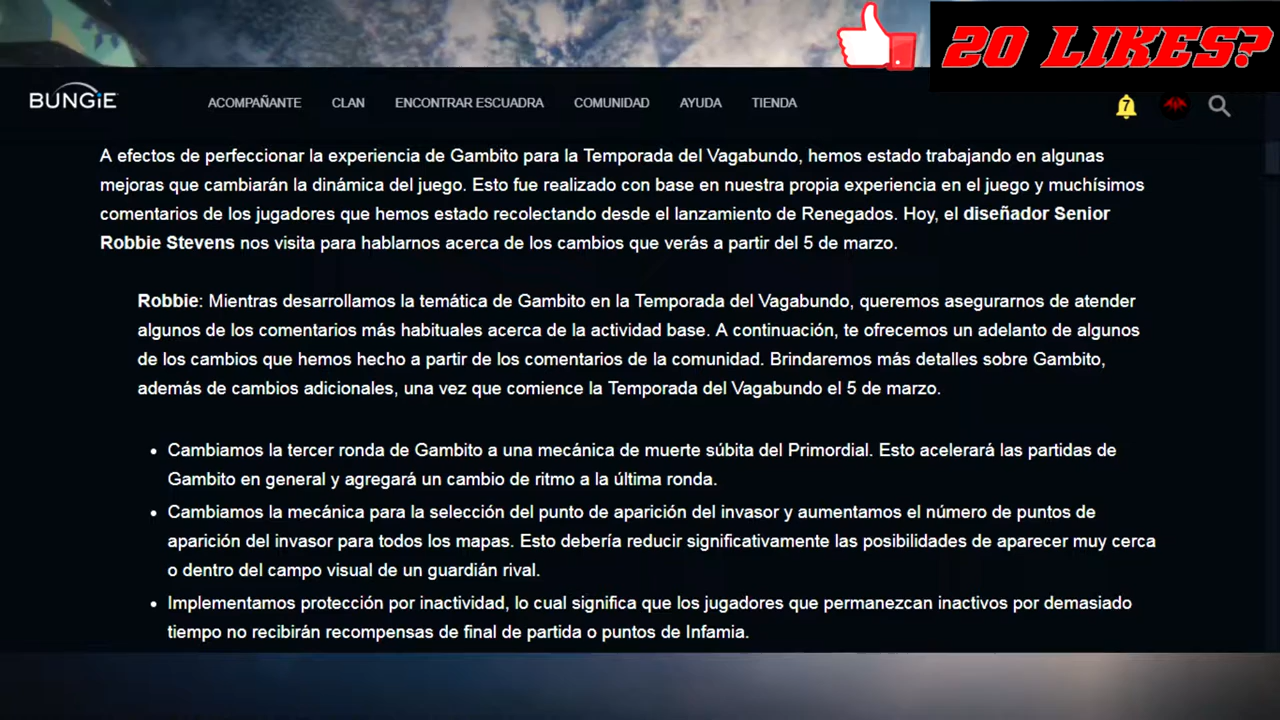 20 LIKES?
BUNGiE
ACOMPAÑANTE CLAN ENCONTRAR ESCUADRA COMUNIDAD AYUDA TIENDA
7
A efectos de perfeccionar la experiencia de Gambito para la Temporada del Vagabundo, hemos estado trabajando en algunas
mejoras que cambiarán la dinámica del juego. Esto fue realizado con base en nuestra propia experiencia en el juego y muchísimos
comentarios de los jugadores que hemos estado recolectando desde el lanzamiento de Renegados. Hoy, el diseñador Senior
Robbie Stevens nos visita para hablarnos acerca de los cambios que verás a partir del 5 de marzo.
Robbie: Mientras desarrollamos la temática de Gambito en la Temporada del Vagabundo, queremos asegurarnos de atender
algunos de los comentarios más habituales acerca de la actividad base. A continuación, te ofrecemos un adelanto de algunos
de los cambios que hemos hecho a partir de los comentarios de la comunidad. Brindaremos más detalles sobre Gambito,
además de cambios adicionales, una vez que comience la Temporada del Vagabundo el 5 de marzo.
• Cambiamos la tercer ronda de Gambito a una mecánica de muerte súbita del Primordial. Esto acelerará las partidas de
Gambito en general y agregará un cambio de ritmo a la última ronda.
• Cambiamos la mecánica para la selección del punto de aparición del invasor y aumentamos el número de puntos de
aparición del invasor para todos los mapas. Esto debería reducir significativamente las posibilidades de aparecer muy cerca
o dentro del campo visual de un guardián rival.
• Implementamos protección por inactividad, lo cual significa que los jugadores que permanezcan inactivos por demasiado
tiempo no recibirán recompensas de final de partida o puntos de Infamia.